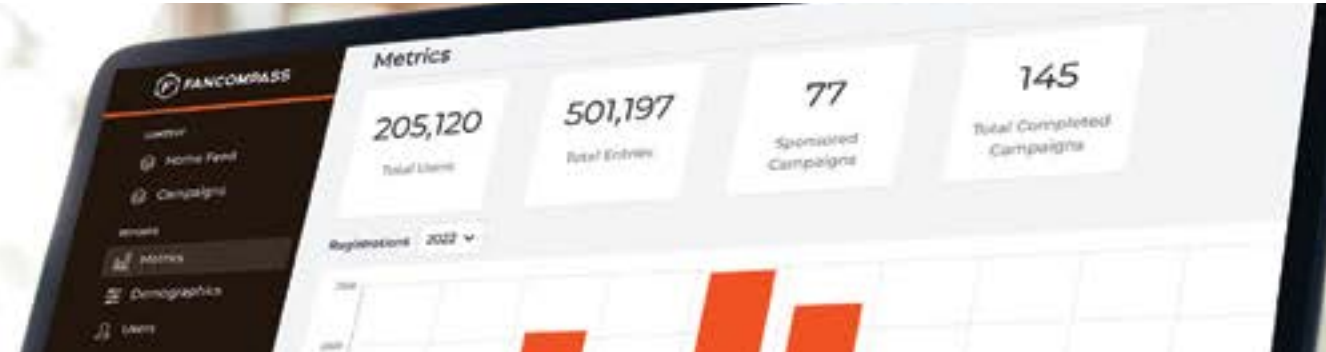 FANCOMPASS
Home Feed
Campaigns
Metrics
Demographics
Users
Metrics
205,120
Total Users
501,197
Total Entries
77
Sponsored
Campaigns
145
Total Completed
Campaigns
Registrations 2022